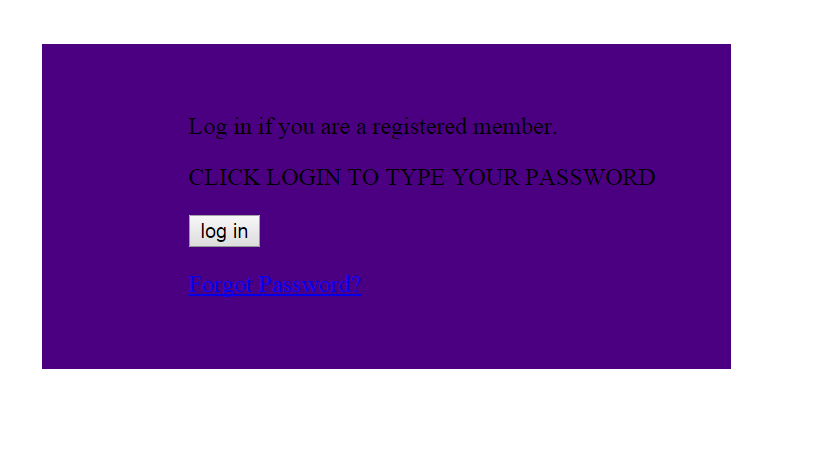 Log in if you are a registered member.
CLICK LOGIN TO TYPE YOUR PASSWORD
log in
Forgot Password?